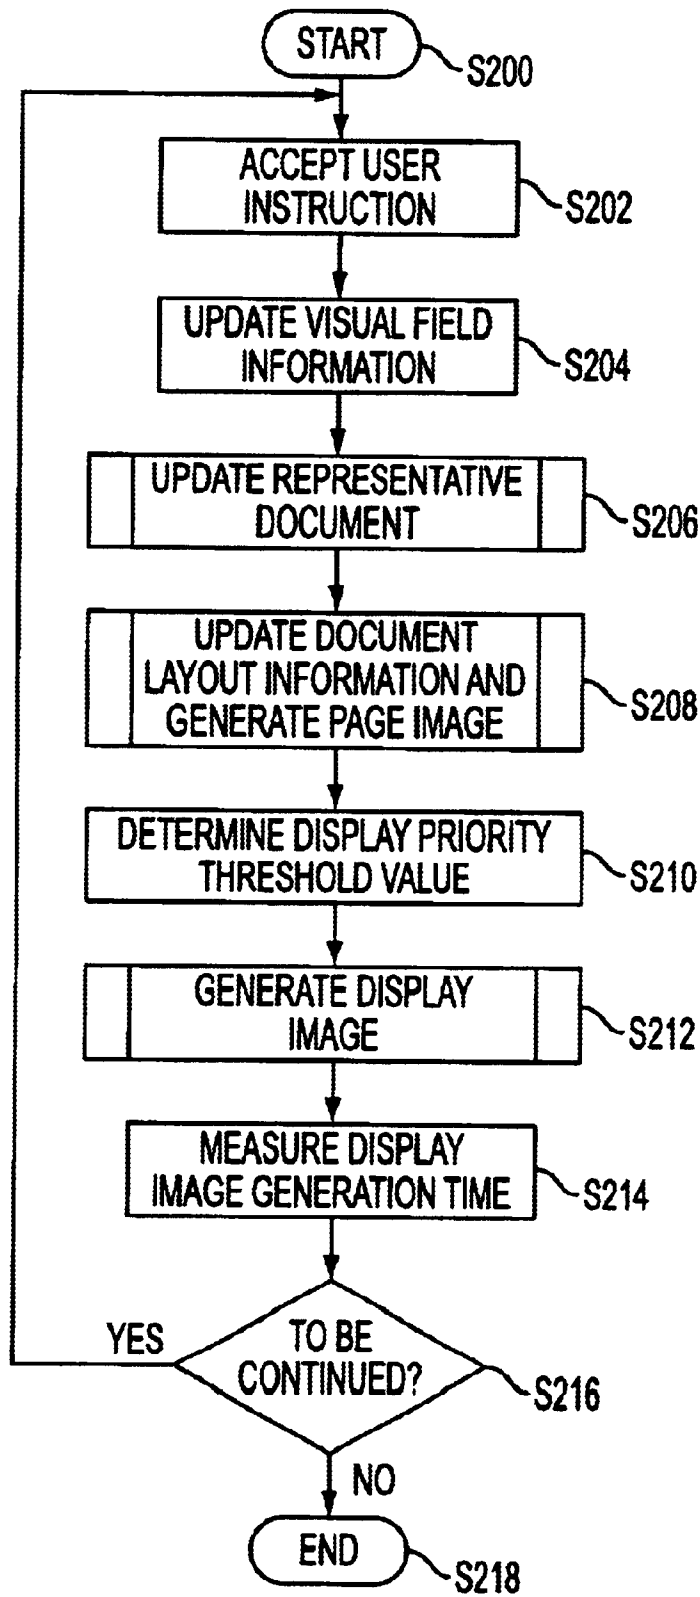 START
S200
ACCEPT USER
INSTRUCTION
S202
UPDATE VISUAL FIELD
INFORMATION
S204
UPDATE REPRESENTATIVE
DOCUMENT
S206
UPDATE DOCUMENT
LAYOUT INFORMATION AND
GENERATE PAGE IMAGE
S208
DETERMINE DISPLAY PRIORITY
THRESHOLD VALUE
S210
GENERATE DISPLAY
IMAGE
S212
MEASURE DISPLAY
IMAGE GENERATION TIME
S214
YES
TO BE
CONTINUED?
S216
NO
END
S218